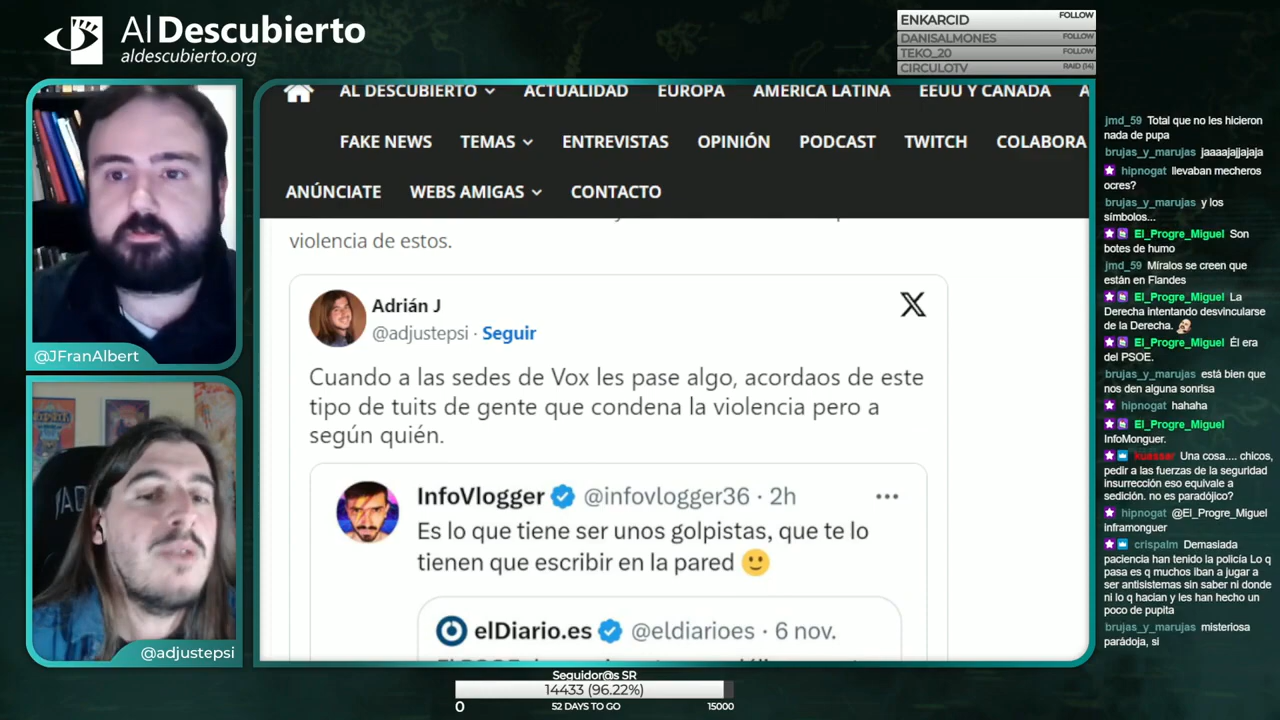 Al Descubierto
aldescubierto.org
ENKARCID FOLLOW
DANISALMONES FOLLOW
TEKO_20 FOLLOW
CIRCULOTV RAID (14)
AL DESCUBIERTO ACTUALIDAD EUROPA AMÉRICA LATINA EEUU Y CANADA A
FAKE NEWS TEMAS ENTREVISTAS OPINIÓN PODCAST TWITCH COLABORA
ANÚNCIATE WEBS AMIGAS CONTACTO
violencia de estos.
Adrián J
@adjustepsi · Seguir
Cuando a las sedes de Vox les pase algo, acordaos de este
tipo de tuits de gente que condena la violencia pero a
según quién.
InfoVlogger @infovlogger36 · 2h
Es lo que tiene ser unos golpistas, que te lo
tienen que escribir en la pared 🙂
elDiario.es @eldiarioes · 6 nov.
@JFranAlbert
@adjustepsi
jmd_59 Total que no les hicieron
nada de pupa
brujas_y_marujas jaaaajajjajaja
hipnogat llevaban mecheros
ocres?
brujas_y_marujas y los
símbolos...
El_Progre_Miguel Son
botes de humo
jmd_59 Míralos se creen que
están en Flandes
El_Progre_Miguel La
Derecha intentando desvincularse
de la Derecha.
El_Progre_Miguel Él era
del PSOE.
brujas_y_marujas está bien que
nos den alguna sonrisa
hipnogat hahaha
El_Progre_Miguel
InfoMonguer.
kuessar Una cosa.... chicos,
pedir a las fuerzas de la seguridad
insurrección eso equivale a
sedición. no es paradójico?
hipnogat @El_Progre_Miguel
inframonguer
crispalm Demasiada
paciencia han tenido la policía Lo q
pasa es q muchos iban a jugar a
ser antisistemas sin saber ni donde
ni lo q hacían y les han hecho un
poco de pupita
brujas_y_marujas misteriosa
parádoja, si
Seguidor@s SR
14433 (96.22%)
0 52 DAYS TO GO 15000